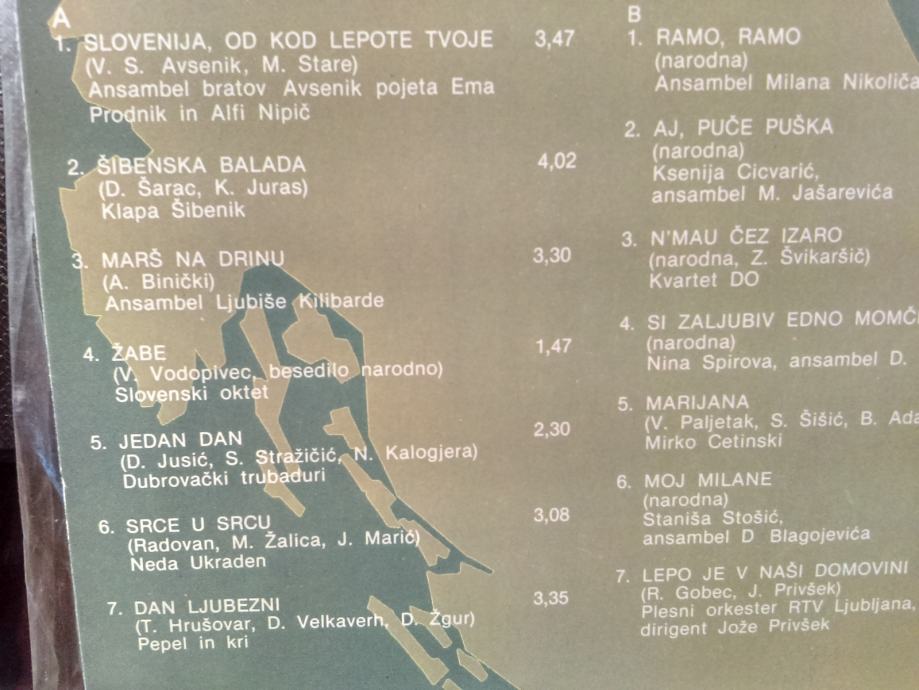 A
1. SLOVENIJA, OD KOD LEPOTE TVOJE 3,47
(V. S. Avsenik, M. Stare)
Ansambel bratov Avsenik pojeta Ema
Prodnik in Alfi Nipič
2. ŠIBENSKA BALADA 4,02
(D. Šarac, K. Juras)
Klapa Šibenik
3. MARŠ NA DRINU 3,30
(A. Binički)
Ansambel Ljubiše Kilibarde
4. ŽABE 1,47
(V. Vodopivec, besedilo narodno)
Slovenski oktet
5. JEDAN DAN 2,30
(D. Jusić, S. Stražičić, N. Kalogjera)
Dubrovački trubaduri
6. SRCE U SRCU 3,08
(Radovan, M. Žalica, J. Marić)
Neda Ukraden
7. DAN LJUBEZNI 3,35
(T. Hrušovar, D. Velkaverh, D. Žgur)
Pepel in kri
B
1. RAMO, RAMO
(narodna)
Ansambel Milana Nikoliča
2. AJ, PUČE PUŠKA
(narodna)
Ksenija Cicvarić,
ansambel M. Jašarevića
3. N'MAU ČEZ IZARO
(narodna, Z. Švikaršič)
Kvartet DO
4. SI ZALJUBIV EDNO
(narodna)
Nina Spirova, ansambel D.
5. MARIJANA
(V. Paljetak, S. Šišić, B.
Mirko Cetinski
6. MOJ MILANE
(narodna)
Staniša Stošić,
ansambel D Blagojevića
7. LEPO JE V NAŠI DOMOVINI
(R. Gobec, J. Privšek)
Plesni orkester RTV Ljubljana,
dirigent Jože Privšek